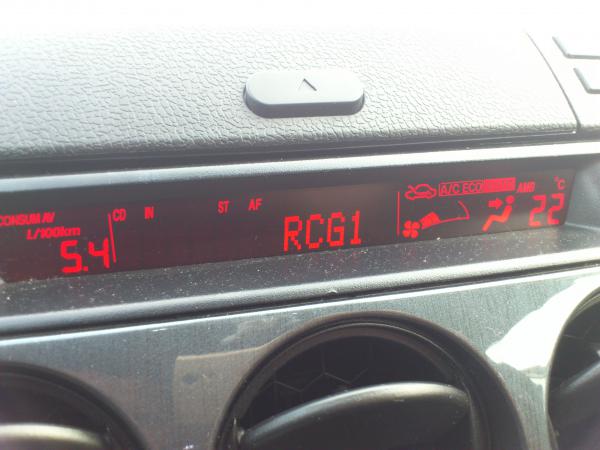 CONSUM AV
L/100km
5.4
CD IN ST AF
RCG1
A/C ECO
AMB °C
22